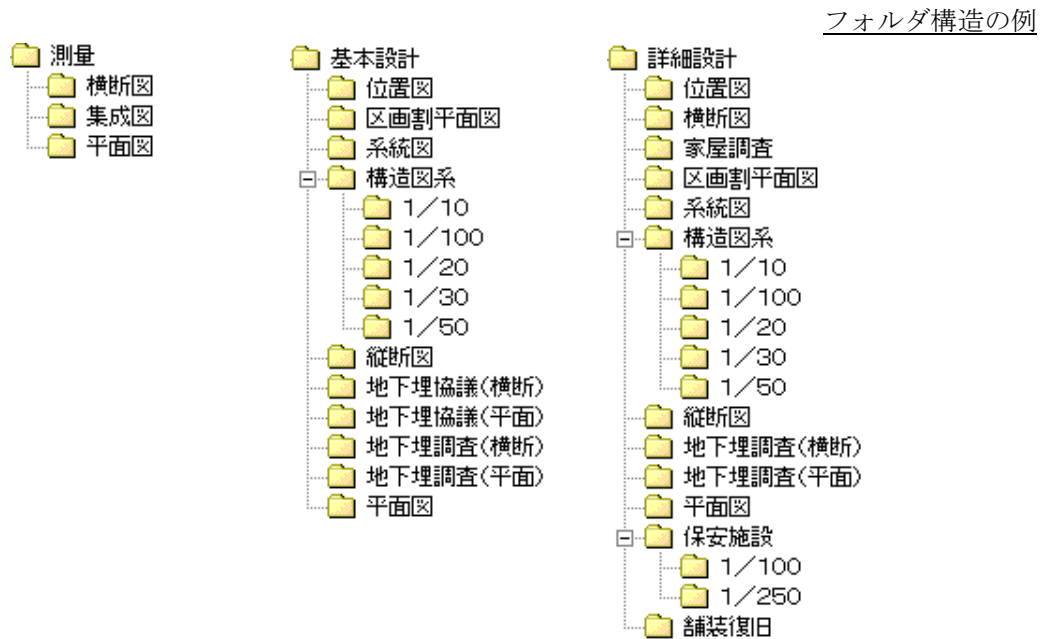 フォルダ構造の例
測量
横断図
集成図
平面図
基本設計
位置図
区画割平面図
系統図
構造図系
1/10
1/100
1/20
1/30
1/50
縦断図
地下埋協議(横断)
地下埋協議(平面)
地下埋調査(横断)
地下埋調査(平面)
平面図
詳細設計
位置図
横断図
家屋調査
区画割平面図
系統図
構造図系
1/10
1/100
1/20
1/30
1/50
縦断図
地下埋調査(横断)
地下埋調査(平面)
平面図
保安施設
1/100
1/250
舗装復旧